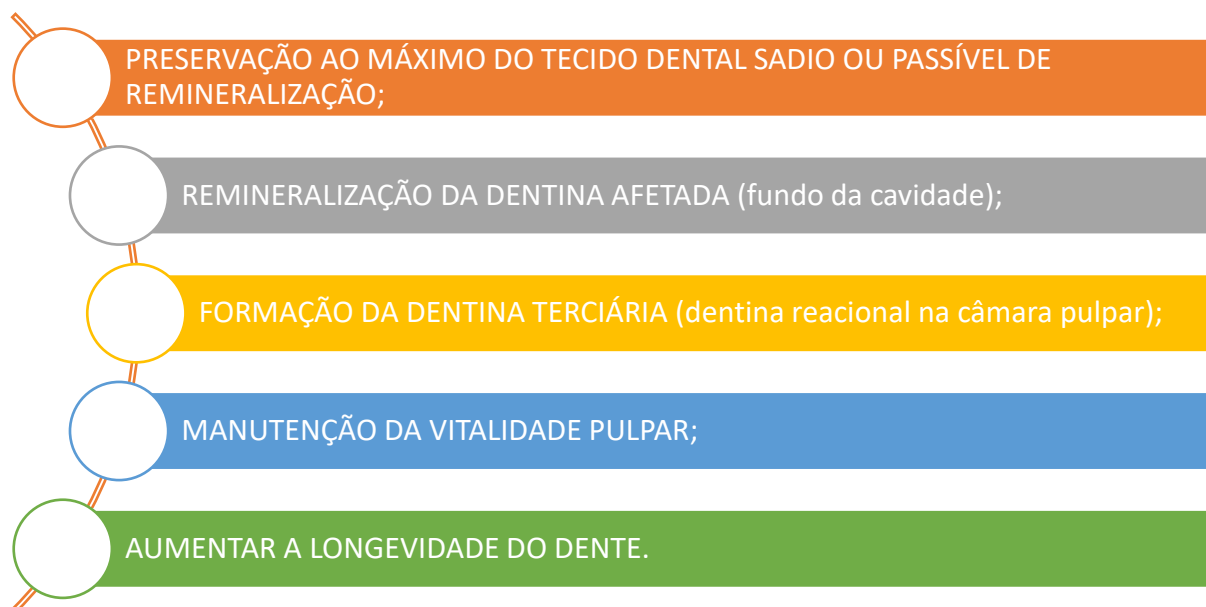 PRESERVAÇÃO AO MÁXIMO DO TECIDO DENTAL SADIO OU PASSÍVEL DE
REMINERALIZAÇÃO;
REMINERALIZAÇÃO DA DENTINA AFETADA (fundo da cavidade);
FORMAÇÃO DA DENTINA TERCIÁRIA (dentina reacional na câmara pulpar);
MANUTENÇÃO DA VITALIDADE PULPAR;
AUMENTAR A LONGEVIDADE DO DENTE.